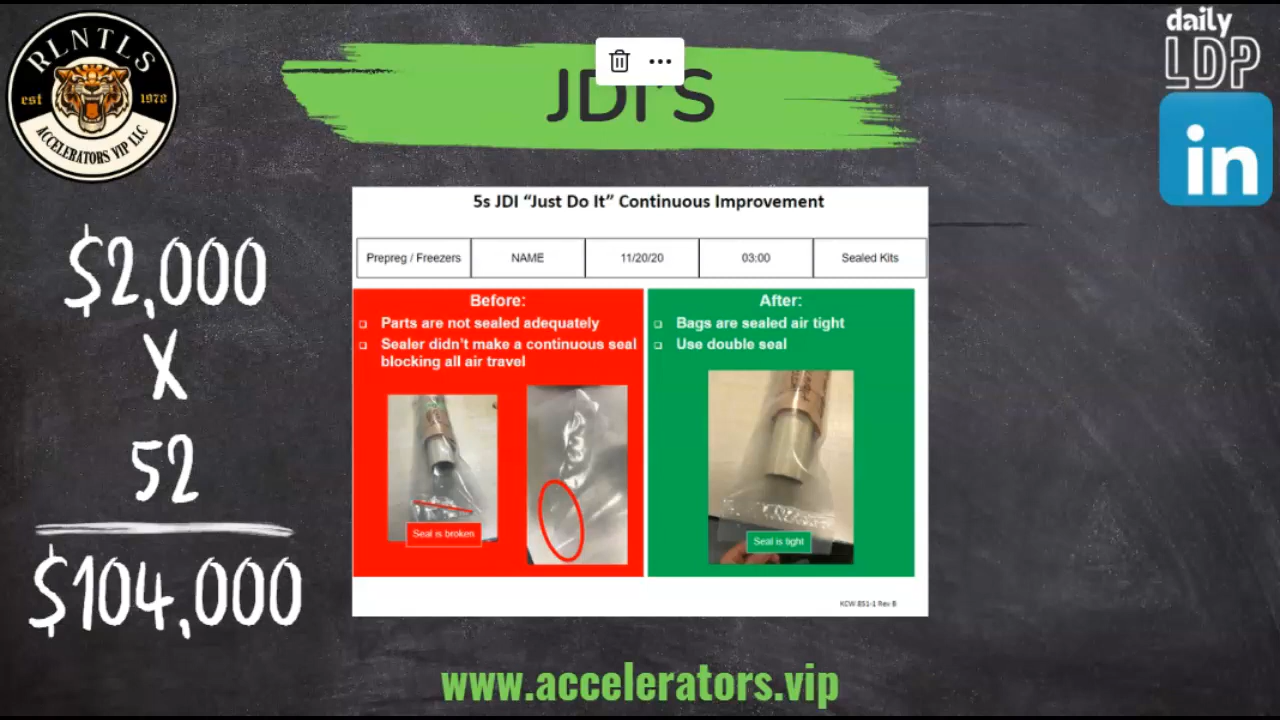 RLNTLS
est 1978
ACCELERATORS VIP LLC
JDI'S
daily
LDP
in
$2,000
X
52
$104,000
5s JDI “Just Do It” Continuous Improvement
Prepreg / Freezers NAME 11/20/20 03:00 Sealed Kits
Before:
Parts are not sealed adequately
Sealer didn't make a continuous seal
blocking all air travel
Seal is broken
After:
Bags are sealed air tight
Use double seal
Seal is tight
KCW 851-1 Rev B
www.accelerators.vip